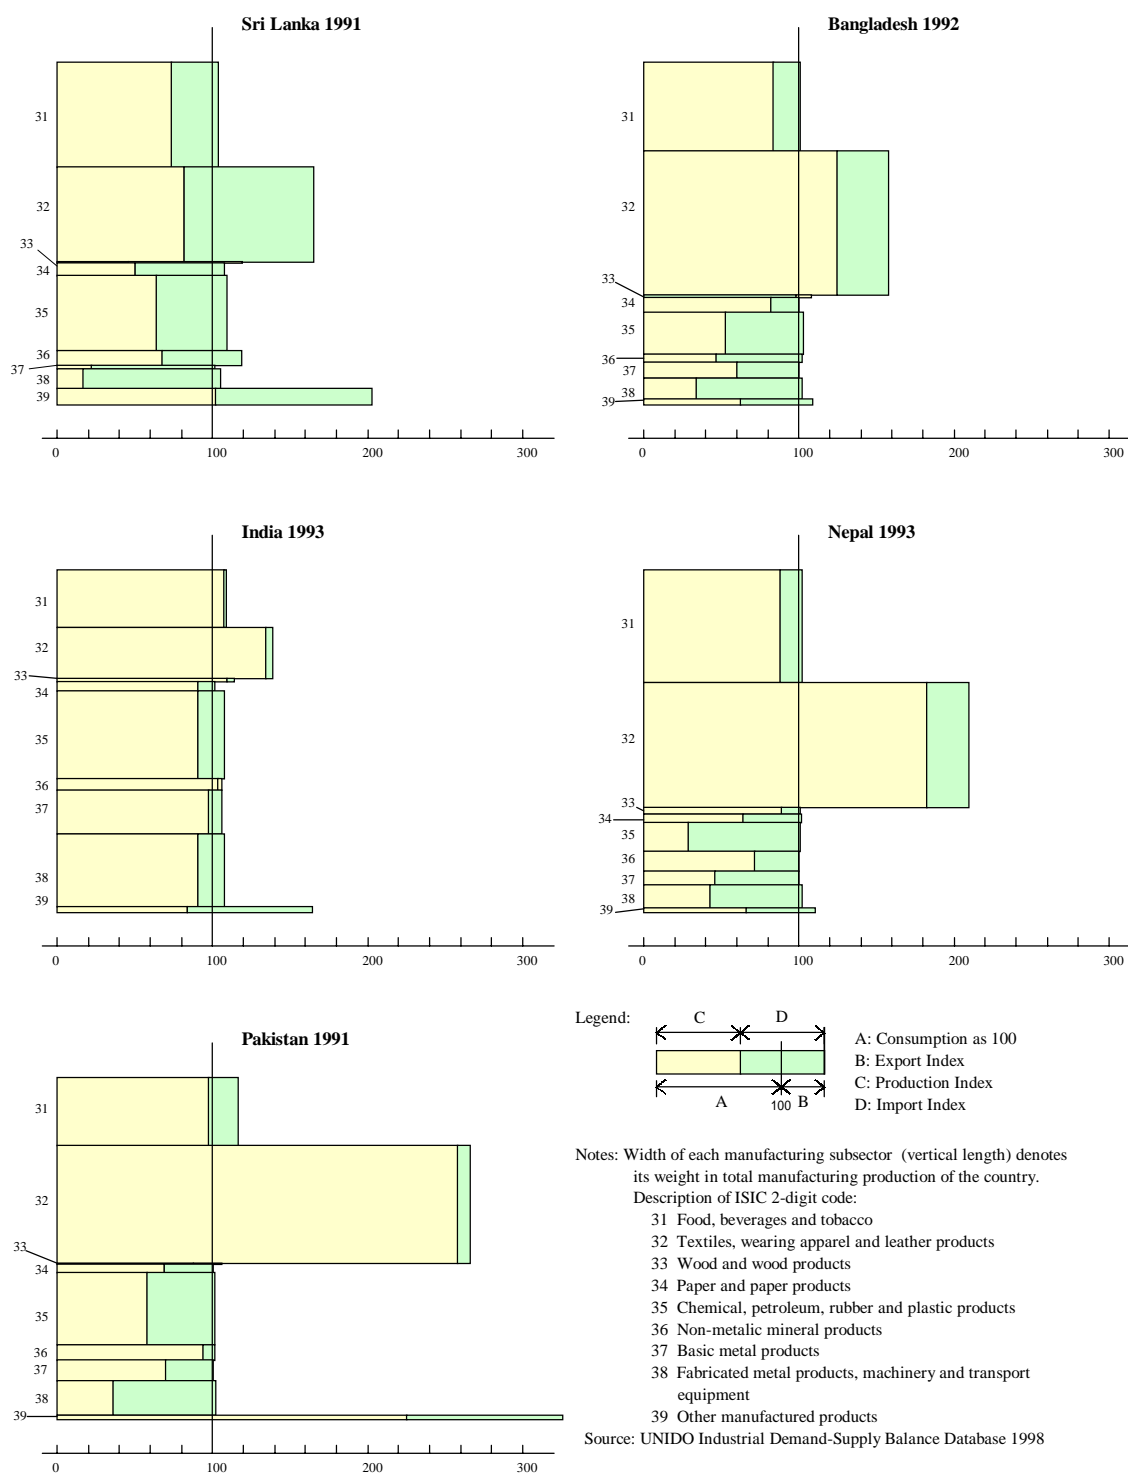 Sri Lanka 1991
31
32
33
34
35
36
37
38
39
0 100 200 300
Bangladesh 1992
31
32
33
34
35
36
37
38
39
0 100 200 300
India 1993
31
32
33
34
35
36
37
38
39
0 100 200 300
Nepal 1993
31
32
33
34
35
36
37
38
39
0 100 200 300
Pakistan 1991
31
32
33
34
35
36
37
38
39
0 100 200 300
Legend:
C D
A 100 B
A: Consumption as 100
B: Export Index
C: Production Index
D: Import Index
Notes: Width of each manufacturing subsector (vertical length) denotes
its weight in total manufacturing production of the country.
Description of ISIC 2-digit code:
31 Food, beverages and tobacco
32 Textiles, wearing apparel and leather products
33 Wood and wood products
34 Paper and paper products
35 Chemical, petroleum, rubber and plastic products
36 Non-metalic mineral products
37 Basic metal products
38 Fabricated metal products, machinery and transport
equipment
39 Other manufactured products
Source: UNIDO Industrial Demand-Supply Balance Database 1998